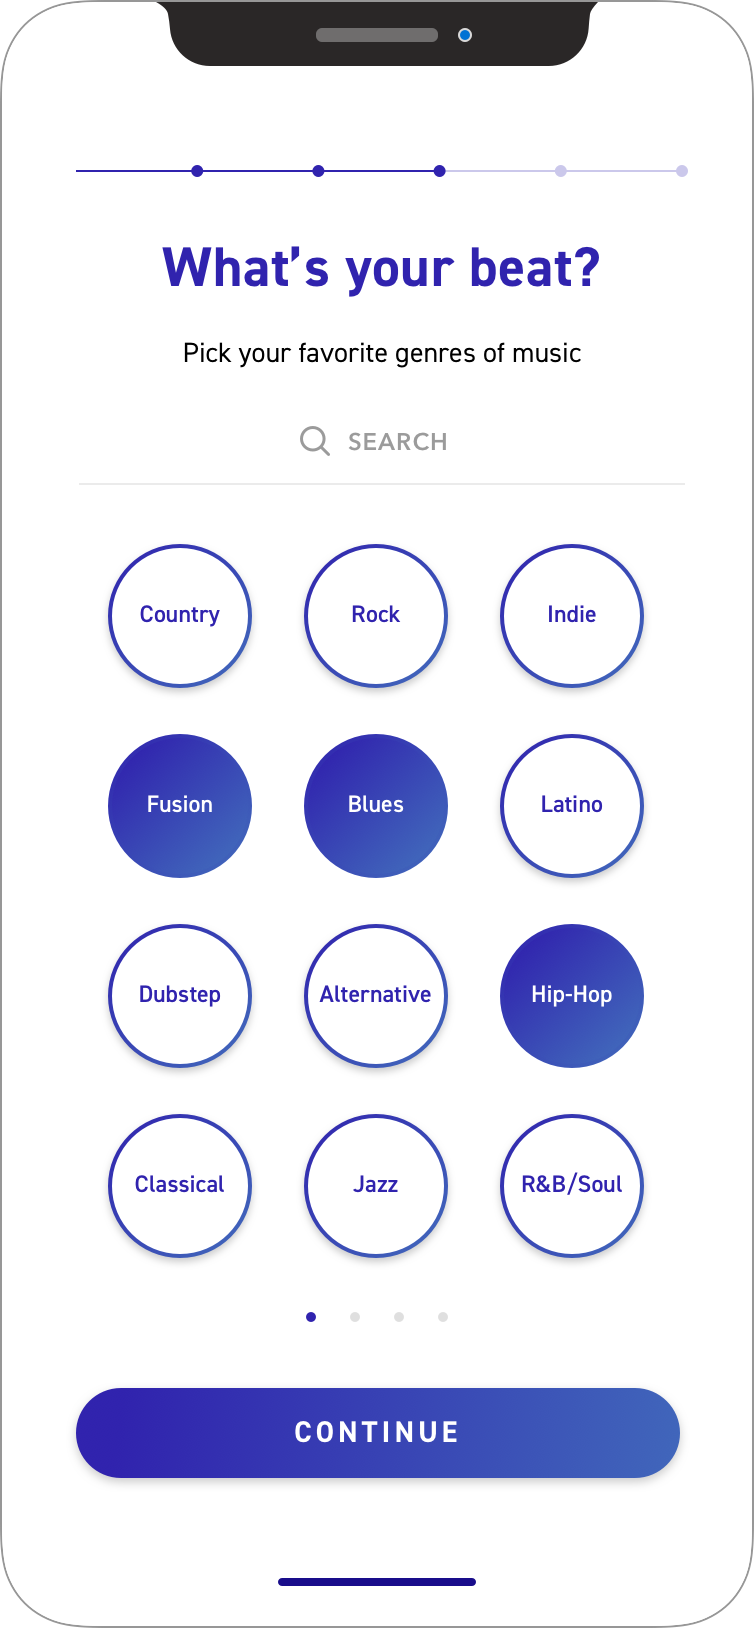 What’s your beat?
Pick your favorite genres of music
SEARCH
Country
Rock
Indie
Fusion
Blues
Latino
Dubstep
Alternative
Hip-Hop
Classical
Jazz
R&B/Soul
CONTINUE